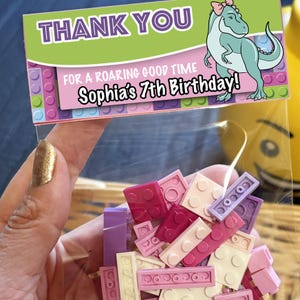 THANK YOU
FOR A ROARING GOOD TIME
Sophia's 7th Birthday!